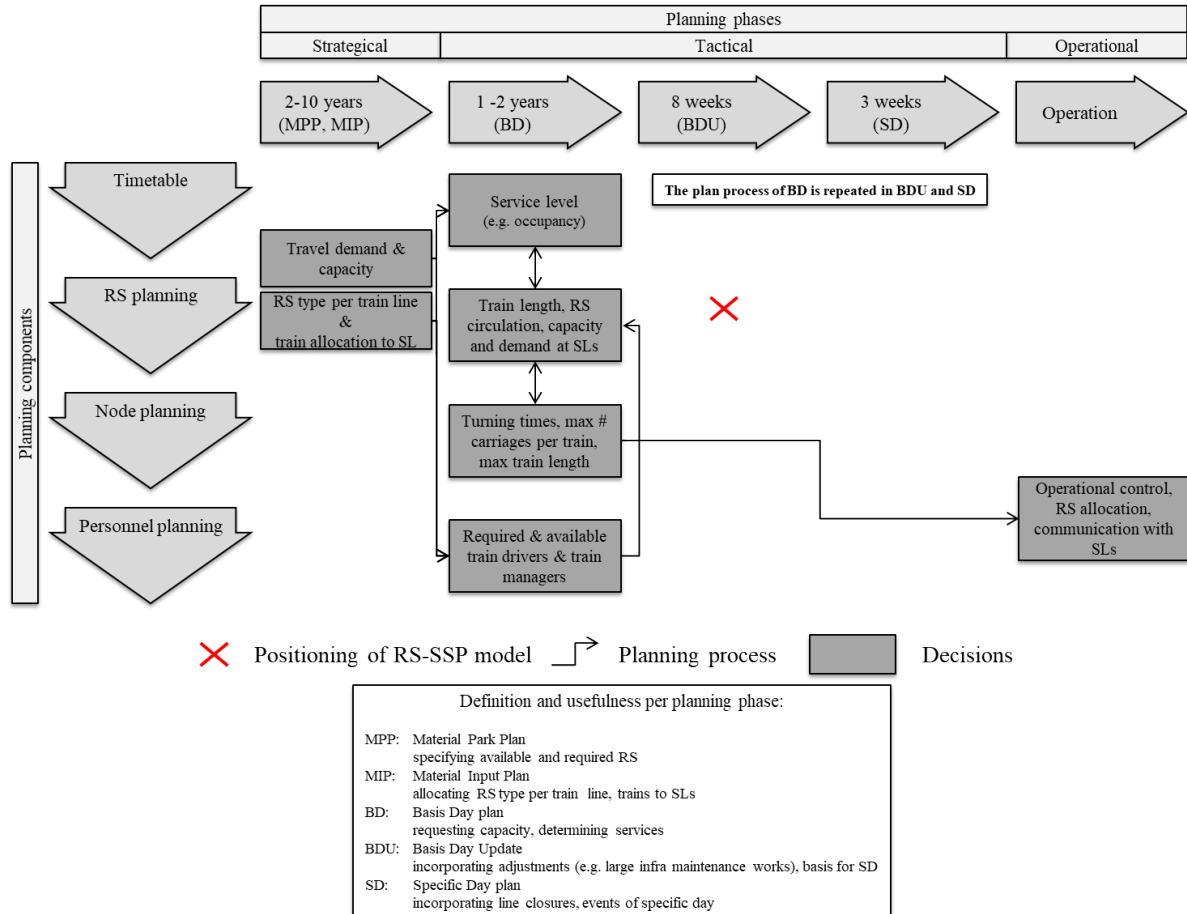 Planning phases
Strategical
Tactical
Operational
2-10 years
(MPP, MIP)
1 -2 years
(BD)
8 weeks
(BDU)
3 weeks
(SD)
Operation
Planning components
Timetable
RS planning
Node planning
Personnel planning
Travel demand &
capacity
RS type per train line
&
train allocation to SL
Service level
(e.g. occupancy)
The plan process of BD is repeated in BDU and SD
Train length, RS
circulation, capacity
and demand at SLs
Turning times, max #
carriages per train,
max train length
Required & available
train drivers & train
managers
Operational control,
RS allocation,
communication with
SLs
Positioning of RS-SSP model
Planning process
Decisions
Definition and usefulness per planning phase:
MPP: Material Park Plan
specifying available and required RS
MIP: Material Input Plan
allocating RS type per train line, trains to SLs
BD: Basis Day plan
requesting capacity, determining services
BDU: Basis Day Update
incorporating adjustments (e.g. large infra maintenance works), basis for SD
SD: Specific Day plan
incorporating line closures, events of specific day